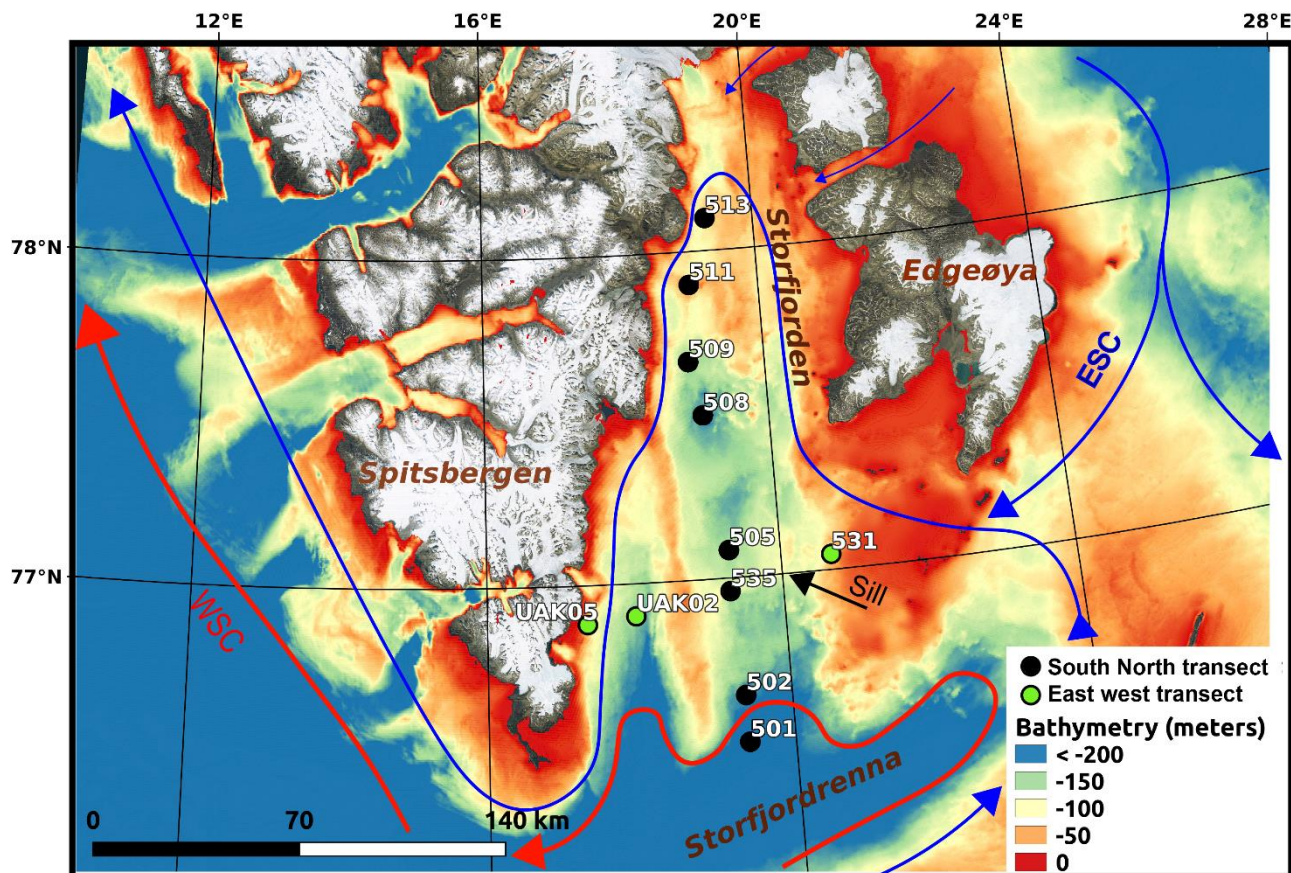 12°E
16°E
20°E
24°E
28°E
78°N
77°N
513
511
509
508
505
535
531
502
501
UAK05
UAK02
Storfjorden
Edgeøya
Spitsbergen
ESC
WSC
Sill
Storfjordrenna
0 70 140 km
South North transect
East west transect
Bathymetry (meters)
< -200
-150
-100
-50
0